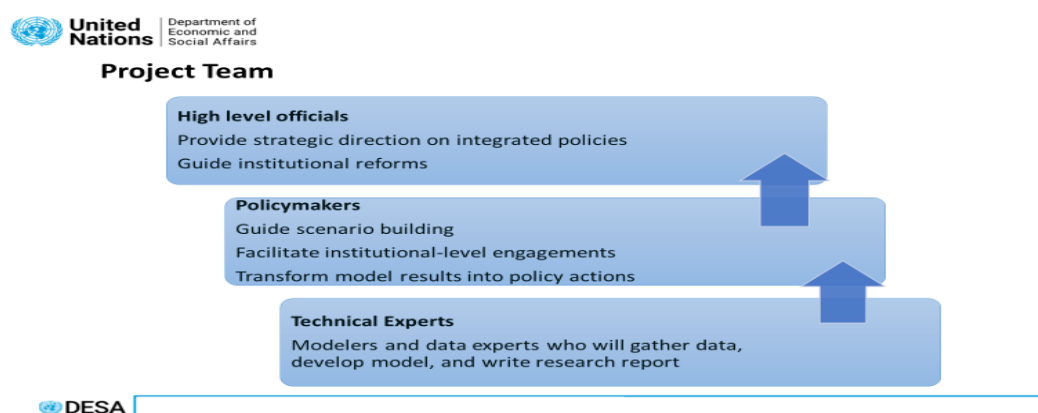 United
Nations
Department of
Economic and
Social Affairs
Project Team
High level officials
Provide strategic direction on integrated policies
Guide institutional reforms
Policymakers
Guide scenario building
Facilitate institutional-level engagements
Transform model results into policy actions
Technical Experts
Modelers and data experts who will gather data,
develop model, and write research report
DESA